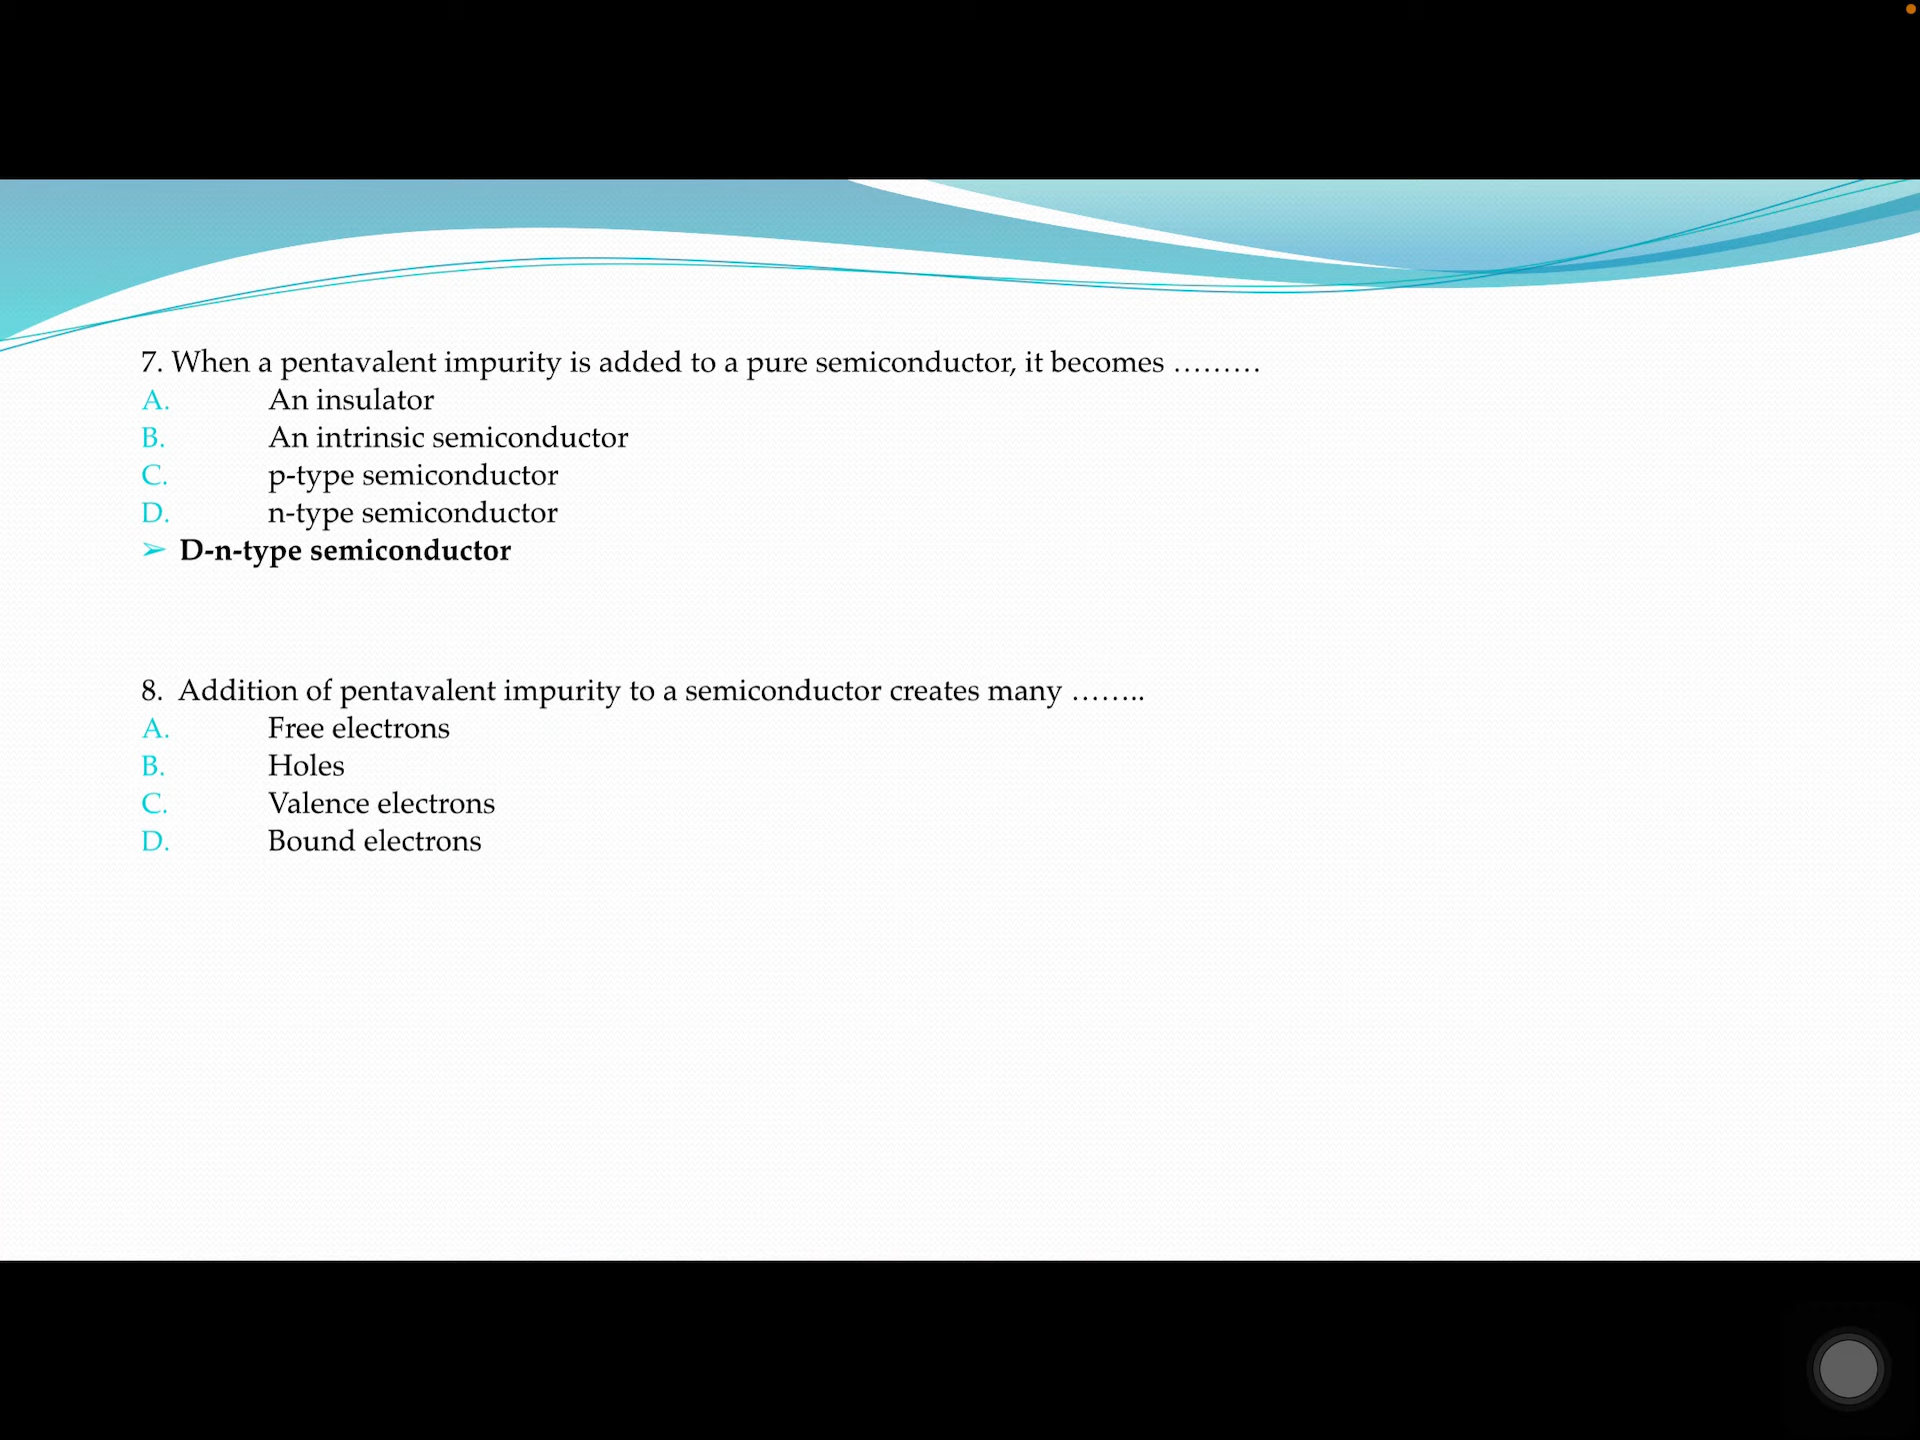 7. When a pentavalent impurity is added to a pure semiconductor, it becomes ………
A. An insulator
B. An intrinsic semiconductor
C. p-type semiconductor
D. n-type semiconductor
➢ D-n-type semiconductor
8. Addition of pentavalent impurity to a semiconductor creates many ……..
A. Free electrons
B. Holes
C. Valence electrons
D. Bound electrons